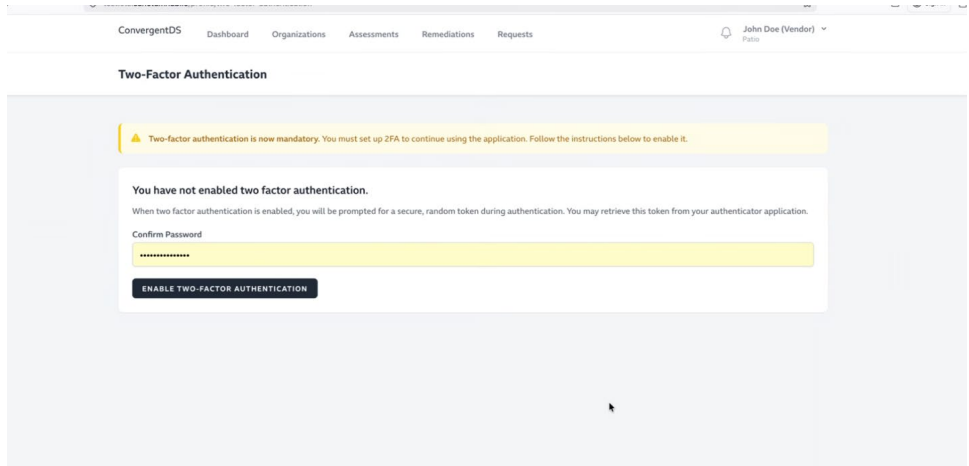 ConvergentDS Dashboard Organizations Assessments Remediations Requests John Doe (Vendor)
Patio
Two-Factor Authentication
Two-factor authentication is now mandatory. You must set up 2FA to continue using the application. Follow the instructions below to enable it.
You have not enabled two factor authentication.
When two factor authentication is enabled, you will be prompted for a secure, random token during authentication. You may retrieve this token from your authenticator application.
Confirm Password
•••••••••••••••
ENABLE TWO-FACTOR AUTHENTICATION